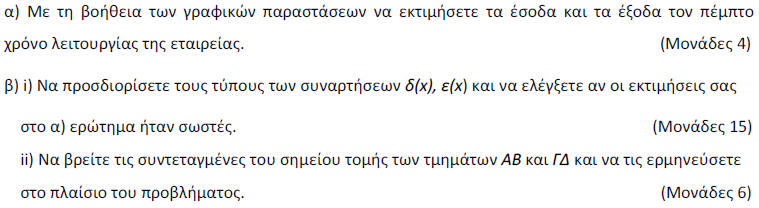 α) Με τη βοήθεια των γραφικών παραστάσεων να εκτιμήσετε τα έσοδα και τα έξοδα τον πέμπτο
χρόνο λειτουργίας της εταιρείας. (Μονάδες 4)
β) i) Να προσδιορίσετε τους τύπους των συναρτήσεων δ(x), ε(x) και να ελέγξετε αν οι εκτιμήσεις σας
στο α) ερώτημα ήταν σωστές. (Μονάδες 15)
ii) Να βρείτε τις συντεταγμένες του σημείου τομής των τμημάτων ΑΒ και ΓΔ και να τις ερμηνεύσετε
στο πλαίσιο του προβλήματος. (Μονάδες 6)